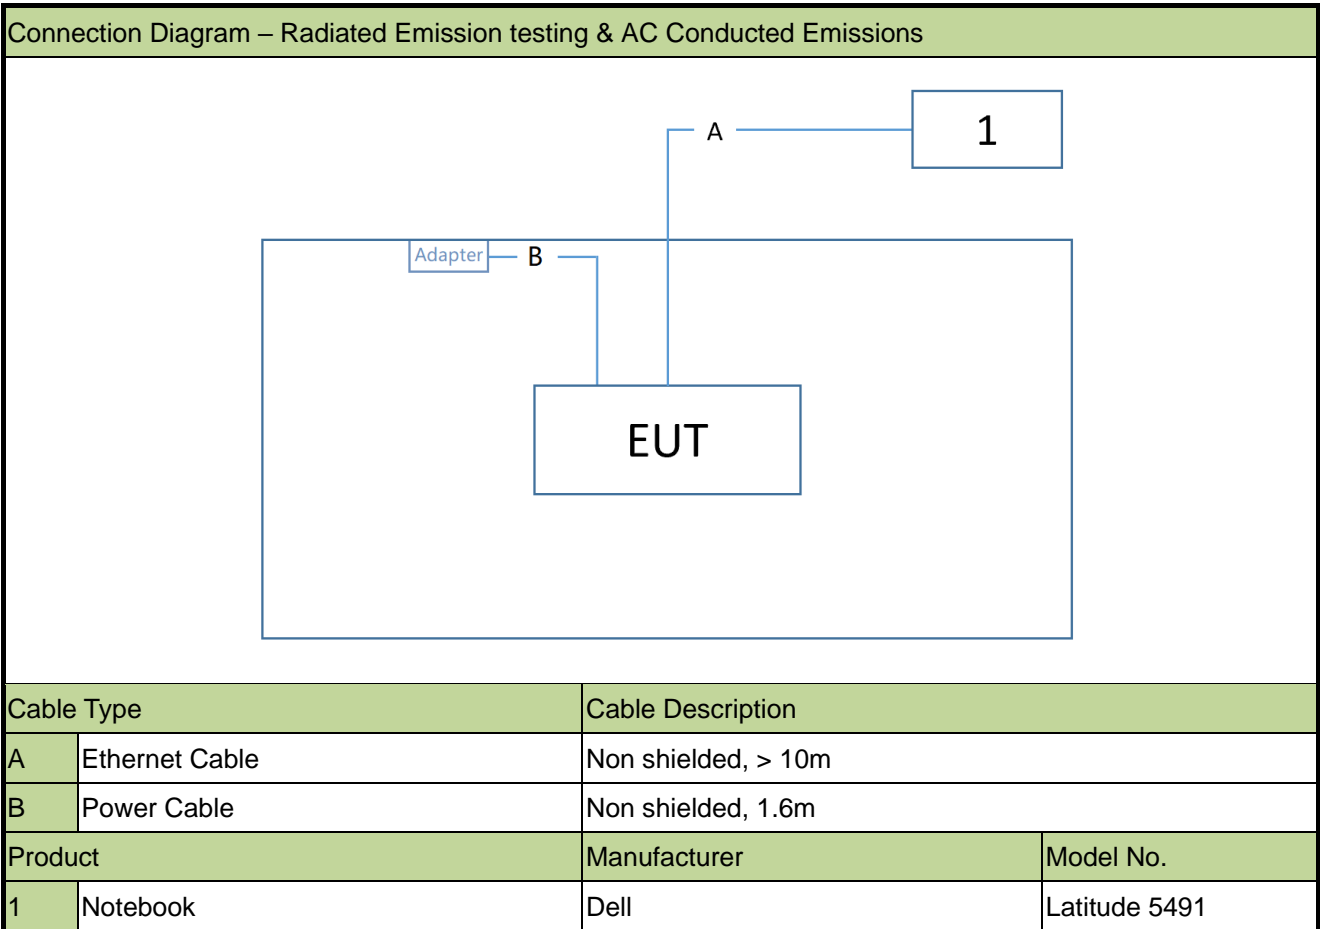 Connection Diagram – Radiated Emission testing & AC Conducted Emissions
A
1
Adapter
B
EUT
Cable Type Cable Description
A Ethernet Cable Non shielded, > 10m
B Power Cable Non shielded, 1.6m
Product Manufacturer Model No.
1 Notebook Dell Latitude 5491